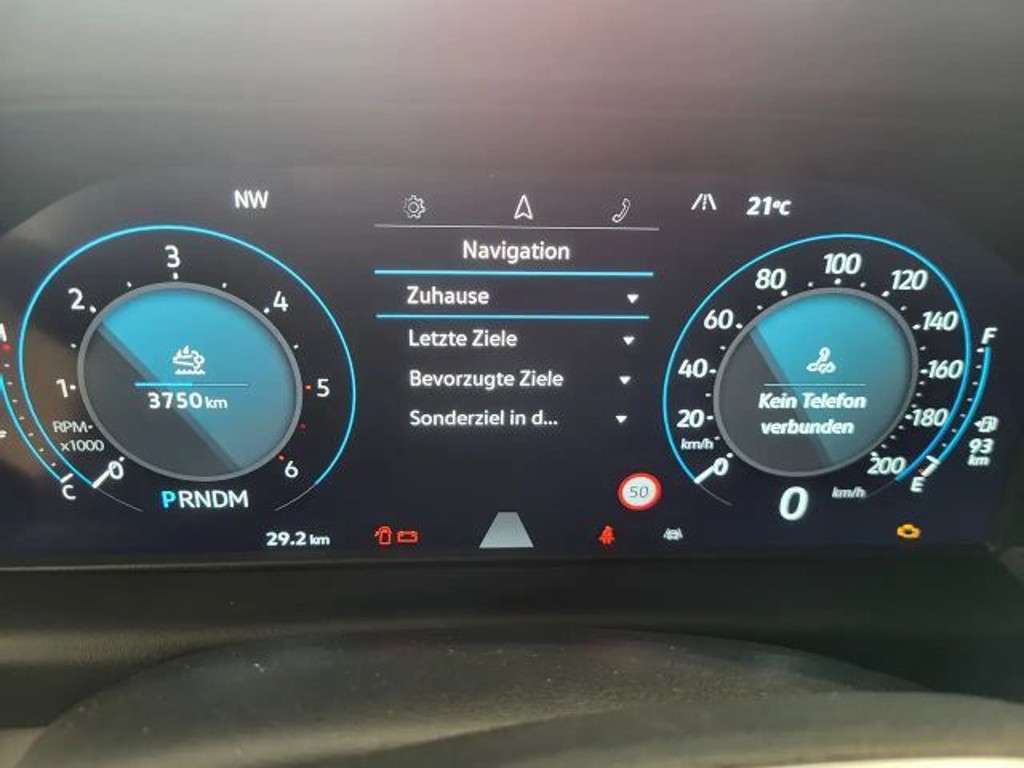 NW
21°C
Navigation
Zuhause
Letzte Ziele
Bevorzugte Ziele
Sonderziel in d...
0
1
2
3
4
5
6
RPM
x1000
3750 km
C
PRNDM
29.2 km
50
0
20
40
60
80
100
120
140
160
180
200
km/h
Kein Telefon
verbunden
0 km/h
F
93
km
E